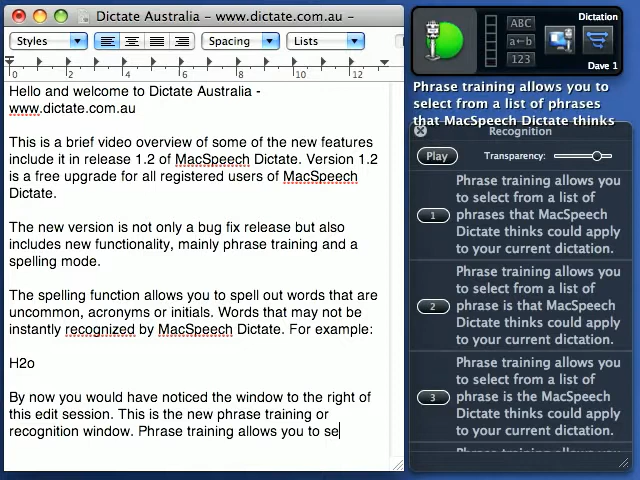 Dictate Australia - www.dictate.com.au -
Styles
Spacing
Lists
0 2 4 6 8 10 12
Hello and welcome to Dictate Australia -
www.dictate.com.au
This is a brief video overview of some of the new features
include it in release 1.2 of MacSpeech Dictate. Version 1.2
is a free upgrade for all registered users of MacSpeech
Dictate.
The new version is not only a bug fix release but also
includes new functionality, mainly phrase training and a
spelling mode.
The spelling function allows you to spell out words that are
uncommon, acronyms or initials. Words that may not be
instantly recognized by MacSpeech Dictate. For example:
H2o
By now you would have noticed the window to the right of
this edit session. This is the new phrase training or
recognition window. Phrase training allows you to se
ABC
a←b
123
Dictation
Dave 1
Phrase training allows you to
select from a list of phrases
that MacSpeech Dictate thinks
Recognition
Play
Transparency:
1
Phrase training allows you
to select from a list of
phrases that MacSpeech
Dictate thinks could apply
to your current dictation.
2
Phrase training allows you
to select from a list of
phrase is that MacSpeech
Dictate thinks could apply
to your current dictation.
3
Phrase training allows you
to select from a list of
phrase is the MacSpeech
Dictate thinks could apply
to your current dictation.
Phrase training allows you